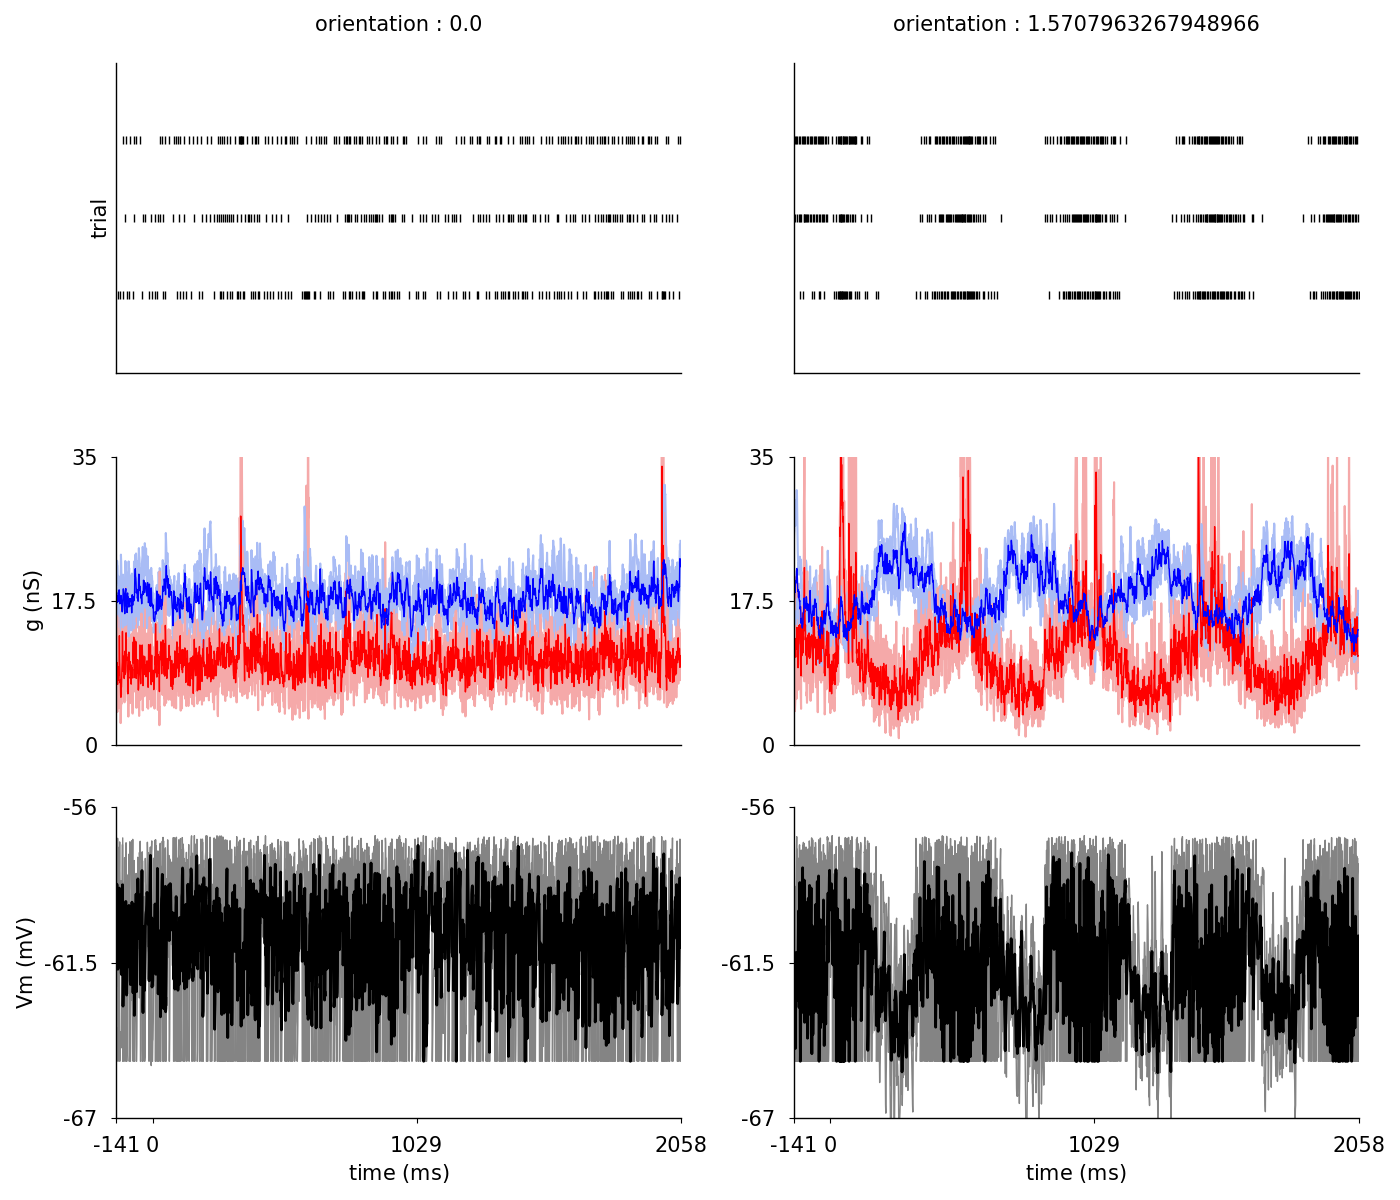 orientation : 0.0
orientation : 1.5707963267948966
trial
35
17.5
0
g (nS)
35
17.5
0
-56
-61.5
-67
Vm (mV)
-141 0 1029 2058
time (ms)
-56
-61.5
-67
-141 0 1029 2058
time (ms)